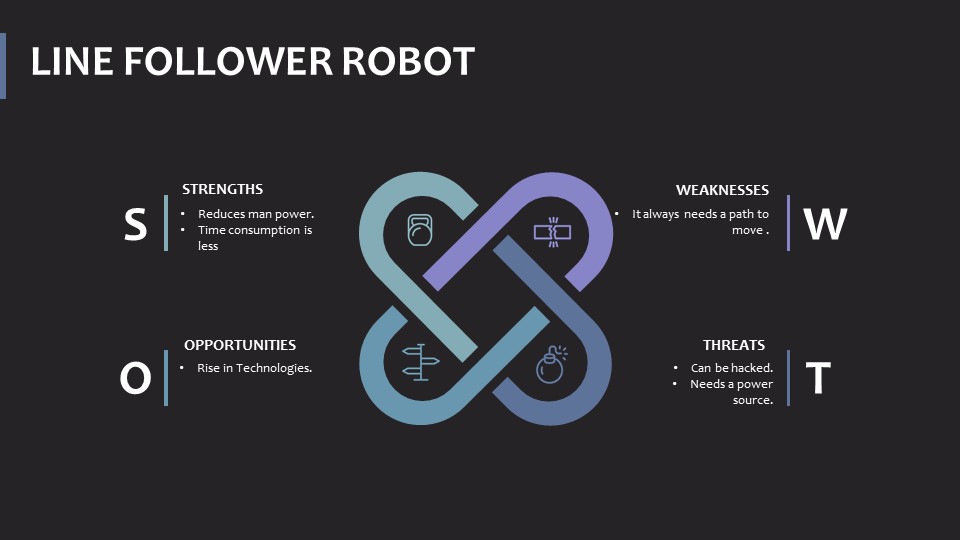 LINE FOLLOWER ROBOT
S
STRENGTHS
• Reduces man power.
• Time consumption is
less
WEAKNESSES
• It always needs a path to
move .
W
O
OPPORTUNITIES
• Rise in Technologies.
THREATS
• Can be hacked.
• Needs a power
source.
T